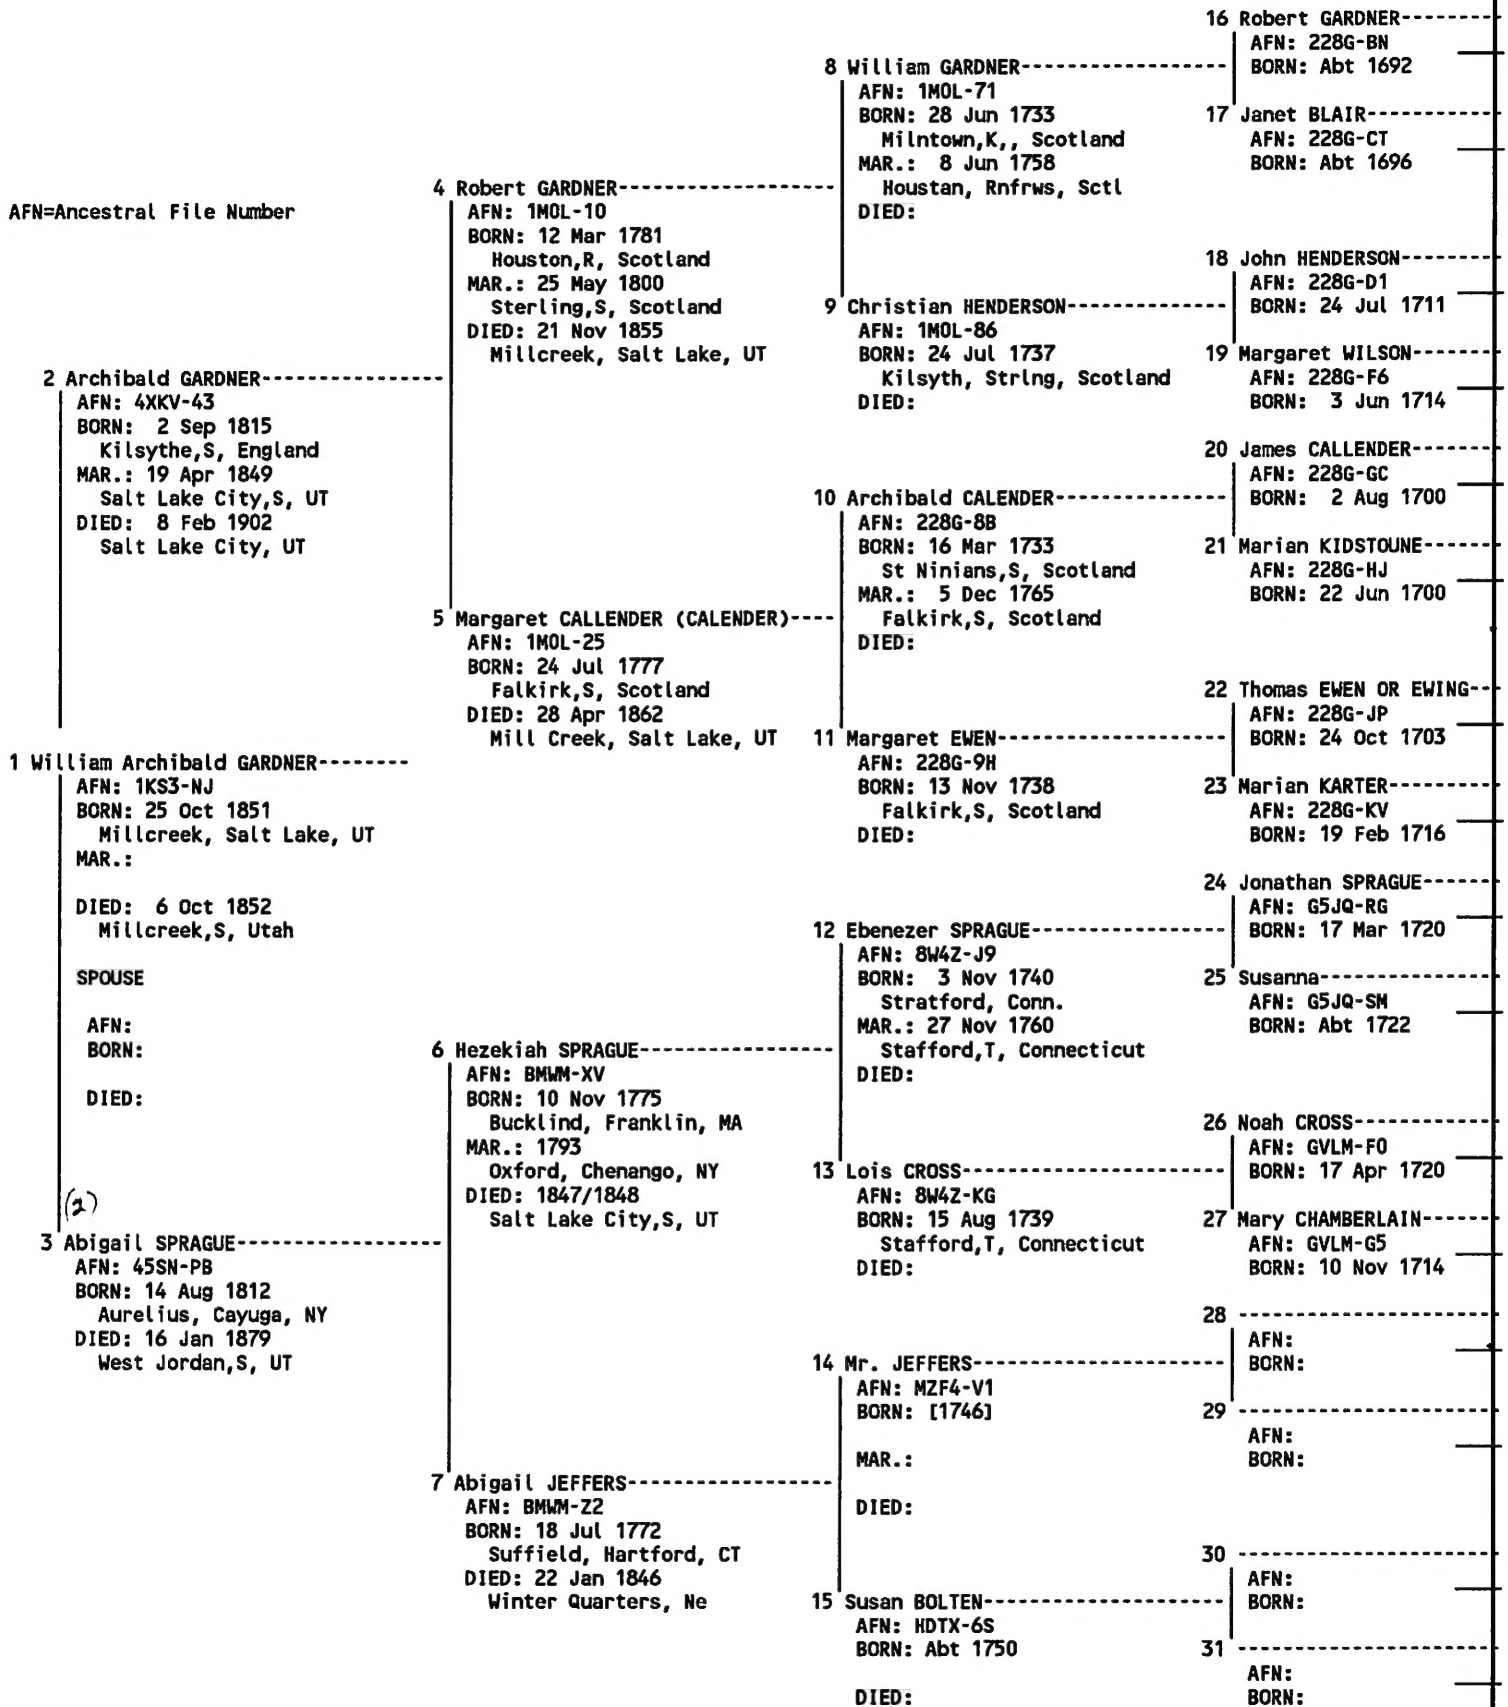 AFN=Ancestral File Number
1 William Archibald GARDNER--------
AFN: 1KS3-NJ
BORN: 25 Oct 1851
Millcreek, Salt Lake, UT
MAR.:
DIED: 6 Oct 1852
Millcreek,S, Utah
SPOUSE
AFN:
BORN:
DIED:
2 Archibald GARDNER----------------
AFN: 4XKV-43
BORN: 2 Sep 1815
Kilsythe,S, England
MAR.: 19 Apr 1849
Salt Lake City,S, UT
DIED: 8 Feb 1902
Salt Lake City, UT
(2)
3 Abigail SPRAGUE------------------
AFN: 45SN-PB
BORN: 14 Aug 1812
Aurelius, Cayuga, NY
DIED: 16 Jan 1879
West Jordan,S, UT
4 Robert GARDNER-------------------
AFN: 1MOL-10
BORN: 12 Mar 1781
Houston,R, Scotland
MAR.: 25 May 1800
Sterling,S, Scotland
DIED: 21 Nov 1855
Millcreek, Salt Lake, UT
5 Margaret CALLENDER (CALENDER)----
AFN: 1MOL-25
BORN: 24 Jul 1777
Falkirk,S, Scotland
DIED: 28 Apr 1862
Mill Creek, Salt Lake, UT
6 Hezekiah SPRAGUE-----------------
AFN: BMWM-XV
BORN: 10 Nov 1775
Bucklind, Franklin, MA
MAR.: 1793
Oxford, Chenango, NY
DIED: 1847/1848
Salt Lake City,S, UT
7 Abigail JEFFERS------------------
AFN: BMWM-Z2
BORN: 18 Jul 1772
Suffield, Hartford, CT
DIED: 22 Jan 1846
Winter Quarters, Ne
8 William GARDNER------------------
AFN: 1MOL-71
BORN: 28 Jun 1733
Milntown,K,, Scotland
MAR.: 8 Jun 1758
Houstan, Rnfrws, Sctl
DIED:
9 Christian HENDERSON--------------
AFN: 1MOL-86
BORN: 24 Jul 1737
Kilsyth, Strlng, Scotland
DIED:
10 Archibald CALENDER---------------
AFN: 228G-8B
BORN: 16 Mar 1733
St Ninians,S, Scotland
MAR.: 5 Dec 1765
Falkirk,S, Scotland
DIED:
11 Margaret EWEN--------------------
AFN: 228G-9H
BORN: 13 Nov 1738
Falkirk,S, Scotland
DIED:
12 Ebenezer SPRAGUE-----------------
AFN: 8W4Z-J9
BORN: 3 Nov 1740
Stratford, Conn.
MAR.: 27 Nov 1760
Stafford,T, Connecticut
DIED:
13 Lois CROSS-----------------------
AFN: 8W4Z-KG
BORN: 15 Aug 1739
Stafford,T, Connecticut
DIED:
14 Mr. JEFFERS----------------------
AFN: MZF4-V1
BORN: [1746]
MAR.:
DIED:
15 Susan BOLTEN---------------------
AFN: HDTX-6S
BORN: Abt 1750
DIED:
16 Robert GARDNER--------
AFN: 228G-BN
BORN: Abt 1692
17 Janet BLAIR-----------
AFN: 228G-CT
BORN: Abt 1696
18 John HENDERSON--------
AFN: 228G-D1
BORN: 24 Jul 1711
19 Margaret WILSON-------
AFN: 228G-F6
BORN: 3 Jun 1714
20 James CALLENDER-------
AFN: 228G-GC
BORN: 2 Aug 1700
21 Marian KIDSTOUNE------
AFN: 228G-HJ
BORN: 22 Jun 1700
22 Thomas EWEN OR EWING--
AFN: 228G-JP
BORN: 24 Oct 1703
23 Marian KARTER---------
AFN: 228G-KV
BORN: 19 Feb 1716
24 Jonathan SPRAGUE------
AFN: G5JQ-RG
BORN: 17 Mar 1720
25 Susanna---------------
AFN: G5JQ-SM
BORN: Abt 1722
26 Noah CROSS------------
AFN: GVLM-F0
BORN: 17 Apr 1720
27 Mary CHAMBERLAIN------
AFN: GVLM-G5
BORN: 10 Nov 1714
28 ----------------------
AFN:
BORN:
29 ----------------------
AFN:
BORN:
30 ----------------------
AFN:
BORN:
31 ----------------------
AFN:
BORN: